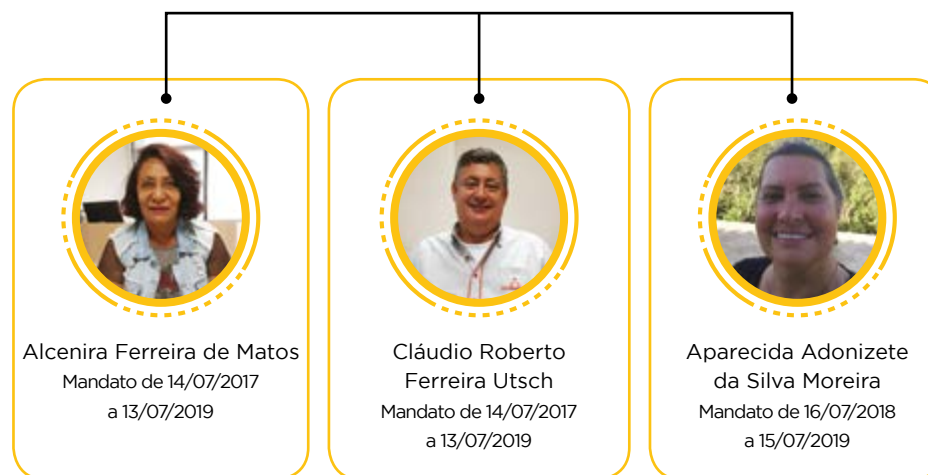 Alcenira Ferreira de Matos
Mandato de 14/07/2017
a 13/07/2019
Cláudio Roberto
Ferreira Utsch
Mandato de 14/07/2017
a 13/07/2019
Aparecida Adonizete
da Silva Moreira
Mandato de 16/07/2018
a 15/07/2019